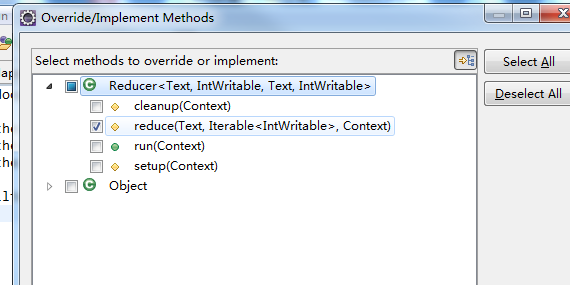 Override/Implement Methods
Select methods to override or implement:
Select All
Reducer<Text, IntWritable, Text, IntWritable>
Deselect All
cleanup(Context)
reduce(Text, Iterable<IntWritable>, Context)
run(Context)
setup(Context)
Object